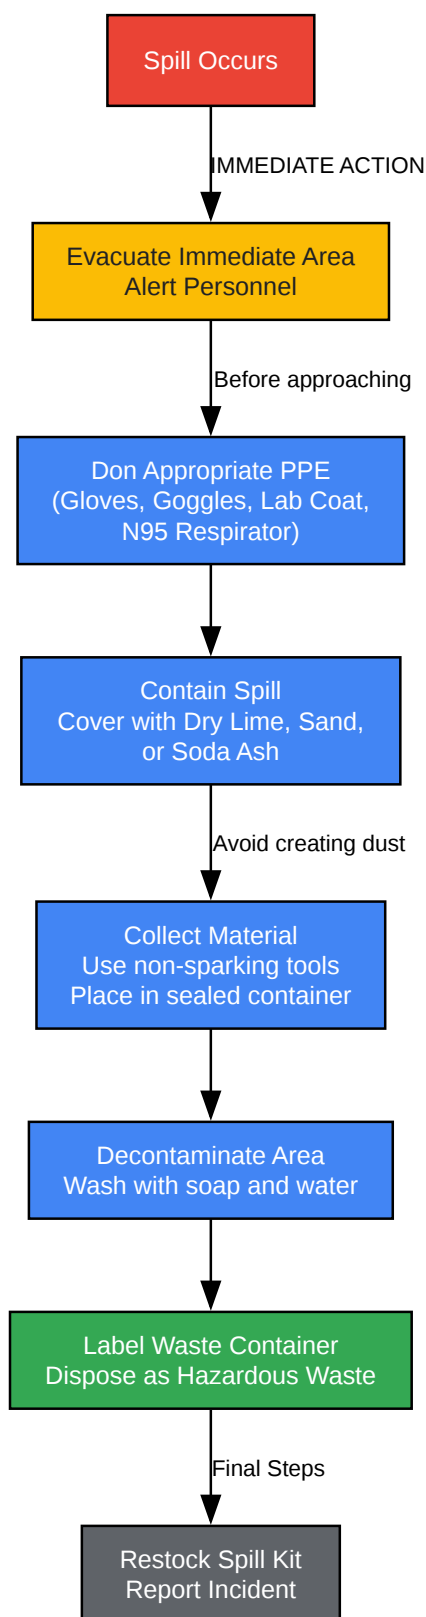 Spill Occurs
IMMEDIATE ACTION
Evacuate Immediate Area
Alert Personnel
Before approaching
Don Appropriate PPE
(Gloves, Goggles, Lab Coat,
N95 Respirator)
Contain Spill
Cover with Dry Lime, Sand,
or Soda Ash
Avoid creating dust
Collect Material
Use non-sparking tools
Place in sealed container
Decontaminate Area
Wash with soap and water
Label Waste Container
Dispose as Hazardous Waste
Final Steps
Restock Spill Kit
Report Incident